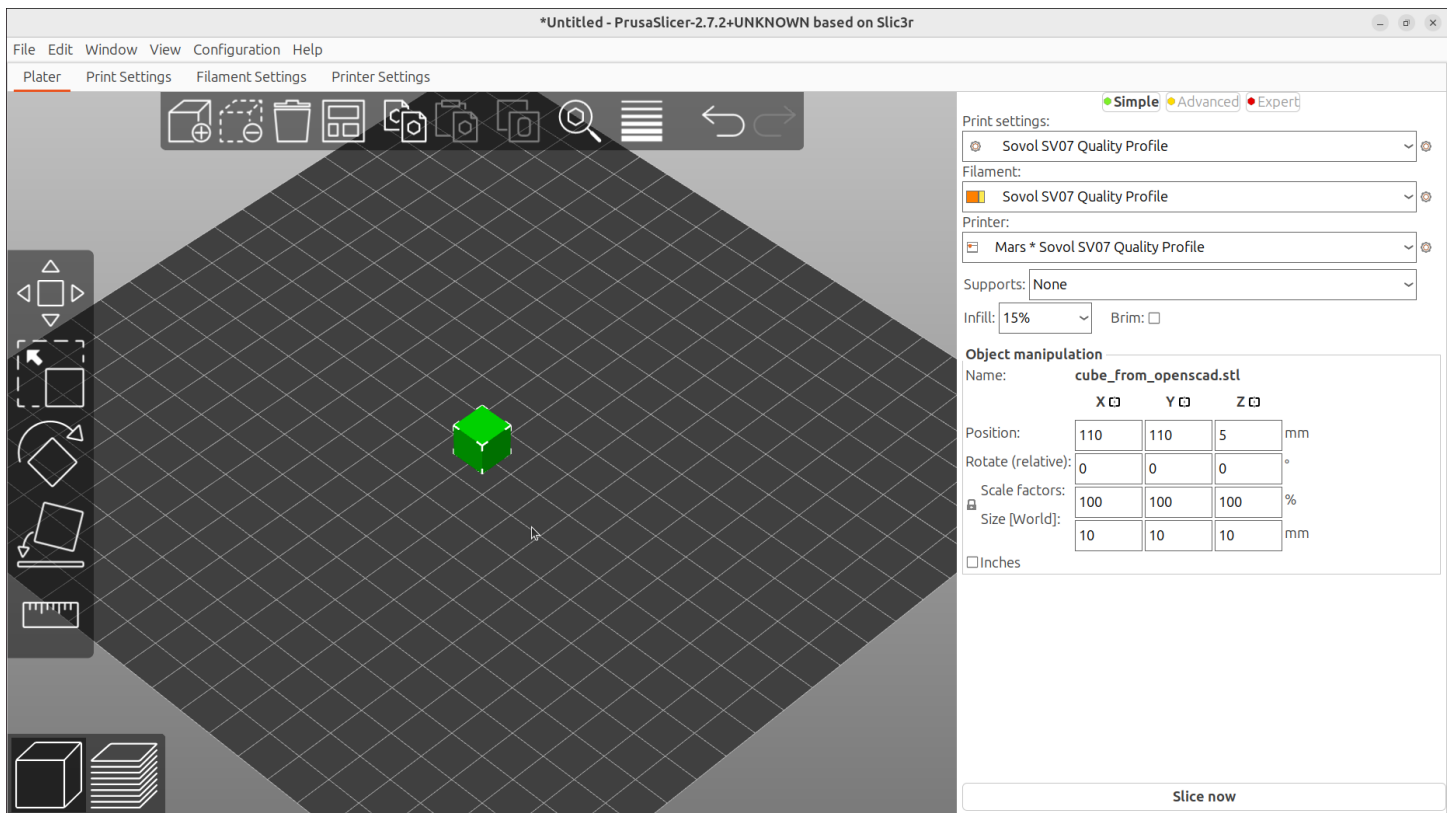 *Untitled - PrusaSlicer-2.7.2+UNKNOWN based on Slic3r
File Edit Window View Configuration Help
Plater Print Settings Filament Settings Printer Settings
Simple Advanced Expert
Print settings:
Sovol SV07 Quality Profile
Filament:
Sovol SV07 Quality Profile
Printer:
Mars * Sovol SV07 Quality Profile
Supports: None
Infill: 15% Brim:
Object manipulation
Name: cube_from_openscad.stl
X Y Z
Position: 110 110 5 mm
Rotate (relative): 0 0 0 °
Scale factors: 100 100 100 %
Size [World]: 10 10 10 mm
Inches
Slice now